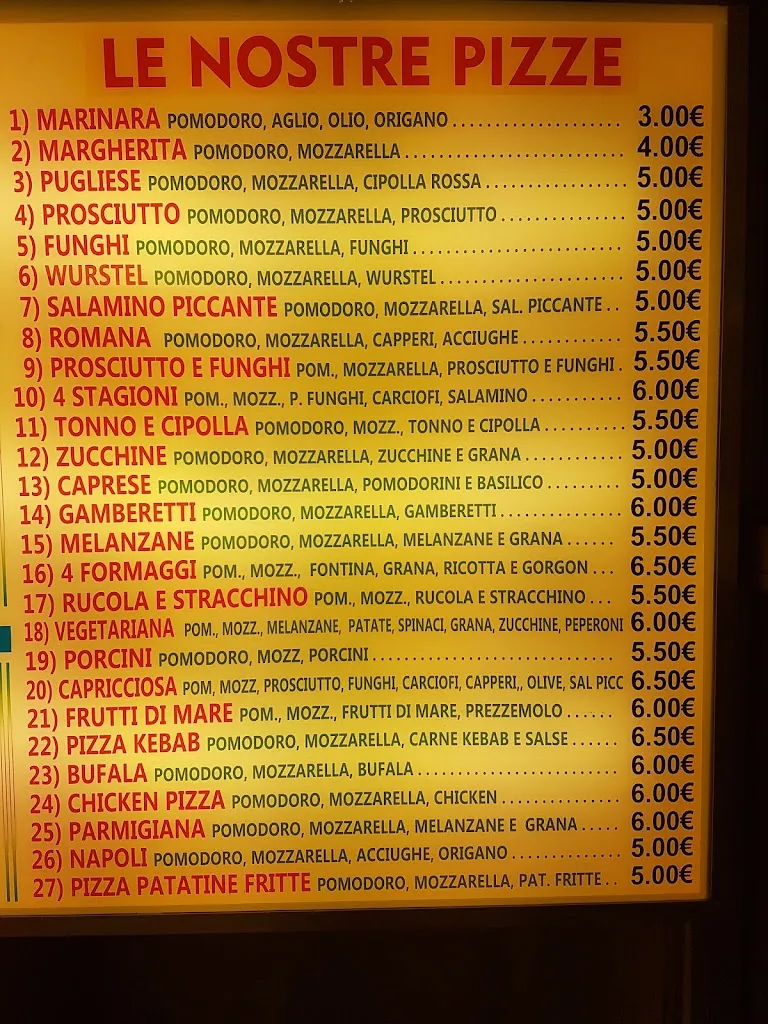 LE NOSTRE PIZZE
1) MARINARA POMODORO, AGLIO, OLIO, ORIGANO .................... 3.00€
2) MARGHERITA POMODORO, MOZZARELLA .......................... 4.00€
3) PUGLIESE POMODORO, MOZZARELLA, CIPOLLA ROSSA ................ 5.00€
4) PROSCIUTTO POMODORO, MOZZARELLA, PROSCIUTTO .............. 5.00€
5) FUNGHI POMODORO, MOZZARELLA, FUNGHI ........................ 5.00€
6) WURSTEL POMODORO, MOZZARELLA, WURSTEL ..................... 5.00€
7) SALAMINO PICCANTE POMODORO, MOZZARELLA, SAL. PICCANTE .. 5.00€
8) ROMANA POMODORO, MOZZARELLA, CAPPERI, ACCIUGHE ............ 5.50€
9) PROSCIUTTO E FUNGHI POM., MOZZARELLA, PROSCIUTTO E FUNGHI . 5.50€
10) 4 STAGIONI POM., MOZZ., P. FUNGHI, CARCIOFI, SALAMINO .......... 6.00€
11) TONNO E CIPOLLA POMODORO, MOZZ., TONNO E CIPOLLA .......... 5.50€
12) ZUCCHINE POMODORO, MOZZARELLA, ZUCCHINE E GRANA ........... 5.00€
13) CAPRESE POMODORO, MOZZARELLA, POMODORINI E BASILICO ......... 5.00€
14) GAMBERETTI POMODORO, MOZZARELLA, GAMBERETTI .............. 6.00€
15) MELANZANE POMODORO, MOZZARELLA, MELANZANE E GRANA ...... 5.50€
16) 4 FORMAGGI POM., MOZZ., FONTINA, GRANA, RICOTTA E GORGON ... 6.50€
17) RUCOLA E STRACCHINO POM., MOZZ., RUCOLA E STRACCHINO ... 5.50€
18) VEGETARIANA POM., MOZZ., MELANZANE, PATATE, SPINACI, GRANA, ZUCCHINE, PEPERONI 6.00€
19) PORCINI POMODORO, MOZZ, PORCINI ............................ 5.50€
20) CAPRICCIOSA POM, MOZZ, PROSCIUTTO, FUNGHI, CARCIOFI, CAPPERI,, OLIVE, SAL PICC 6.50€
21) FRUTTI DI MARE POM., MOZZ., FRUTTI DI MARE, PREZZEMOLO ...... 6.00€
22) PIZZA KEBAB POMODORO, MOZZARELLA, CARNE KEBAB E SALSE ...... 6.50€
23) BUFALA POMODORO, MOZZARELLA, BUFALA ........................ 6.00€
24) CHICKEN PIZZA POMODORO, MOZZARELLA, CHICKEN .............. 6.00€
25) PARMIGIANA POMODORO, MOZZARELLA, MELANZANE E GRANA ..... 6.00€
26) NAPOLI POMODORO, MOZZARELLA, ACCIUGHE, ORIGANO ............. 5.00€
27) PIZZA PATATINE FRITTE POMODORO, MOZZARELLA, PAT. FRITTE .. 5.00€